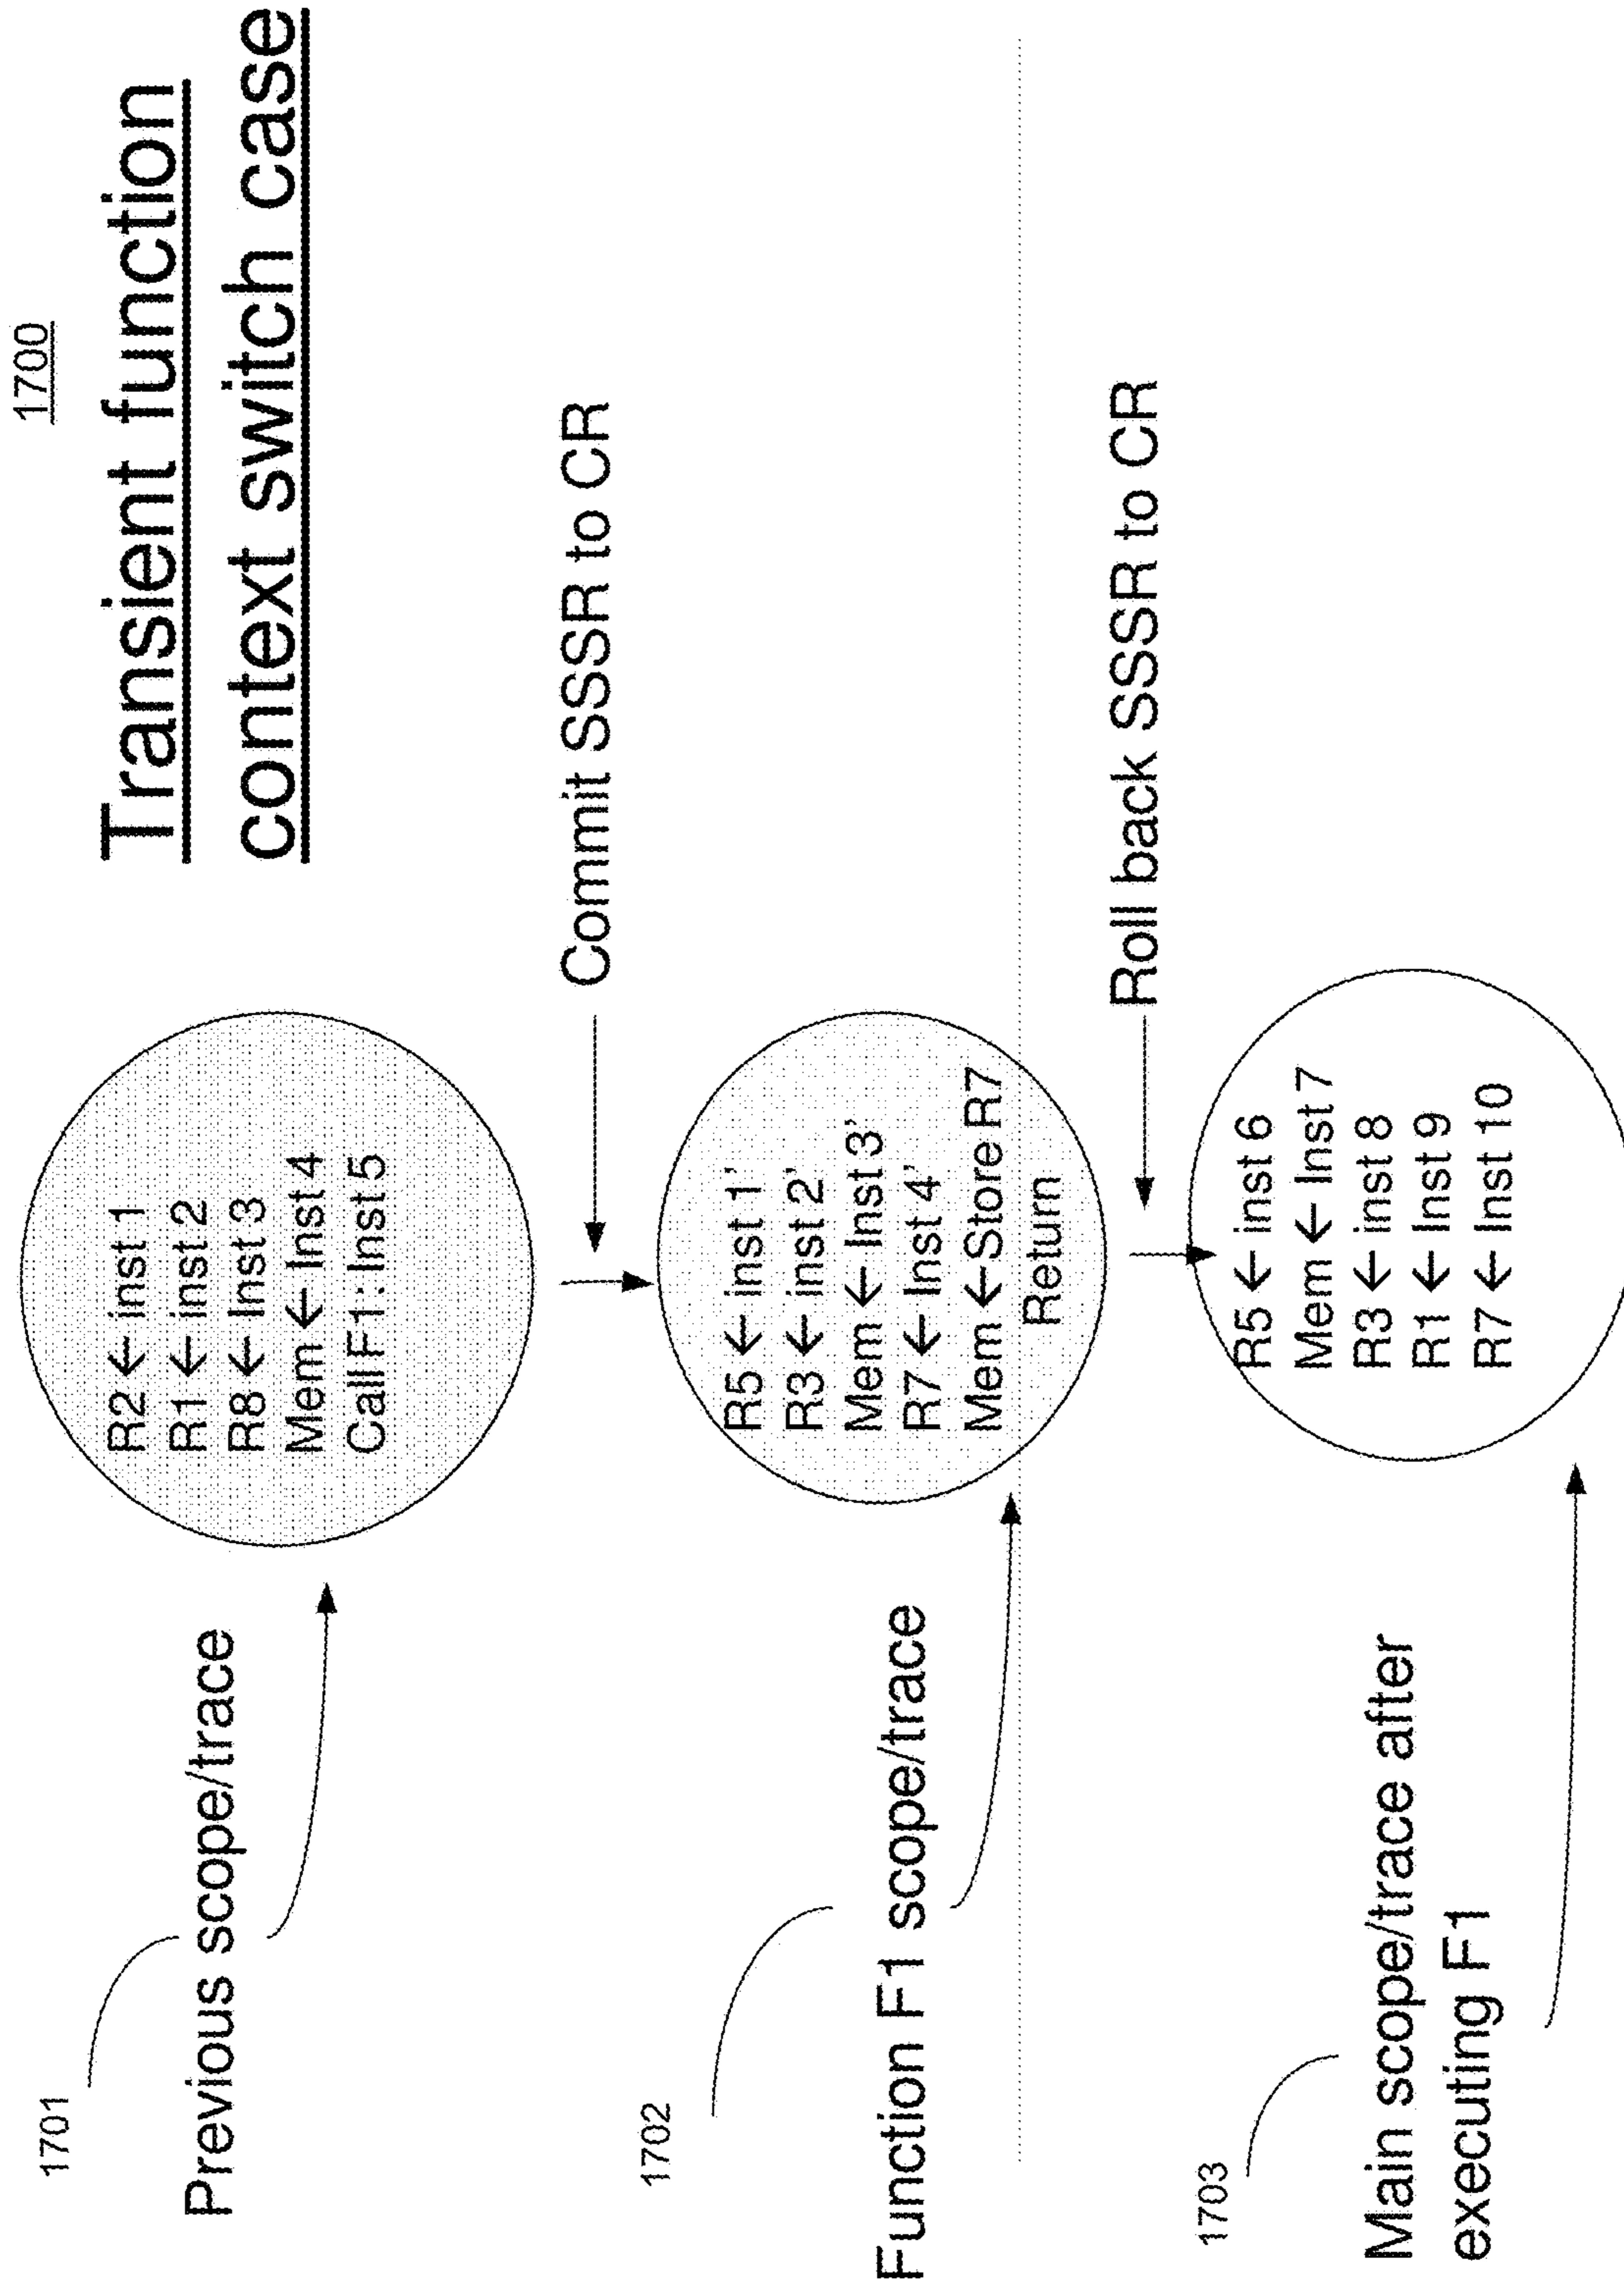 1700
Transient function
context switch case
1701
Previous scope/trace
R2 ← inst 1
R1 ← inst 2
R8 ← Inst 3
Mem ← Inst 4
Call F1: Inst 5
Commit SSSR to CR
1702
Function F1 scope/trace
R5 ← inst 1'
R3 ← inst 2'
Mem ← Inst 3'
R7 ← Inst 4'
Mem ← Store R7
Return
Roll back SSSR to CR
1703
Main scope/trace after
executing F1
R5 ← inst 6
Mem ← Inst 7
R3 ← inst 8
R1 ← Inst 9
R7 ← Inst 10